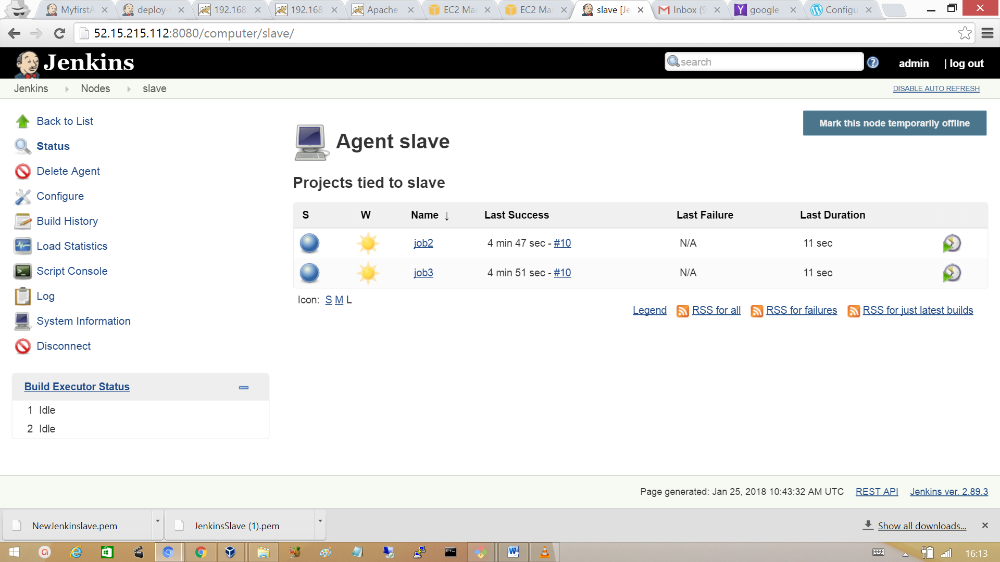 MyfirstA
deploy-
192.168
192.168
Apache
EC2 Mar
EC2 Mar
slave [Je
Inbox (9
google
Configu
52.15.215.112:8080/computer/slave/
Jenkins
search
admin
| log out
Jenkins
Nodes
slave
DISABLE AUTO REFRESH
Back to List
Status
Delete Agent
Configure
Build History
Load Statistics
Script Console
Log
System Information
Disconnect
Build Executor Status
1 Idle
2 Idle
Mark this node temporarily offline
Agent slave
Projects tied to slave
S W Name ↓ Last Success Last Failure Last Duration
job2 4 min 47 sec - #10 N/A 11 sec
job3 4 min 51 sec - #10 N/A 11 sec
Icon: S M L
Legend RSS for all RSS for failures RSS for just latest builds
Page generated: Jan 25, 2018 10:43:32 AM UTC REST API Jenkins ver. 2.89.3
NewJenkinslave.pem
JenkinsSlave (1).pem
Show all downloads...
16:13